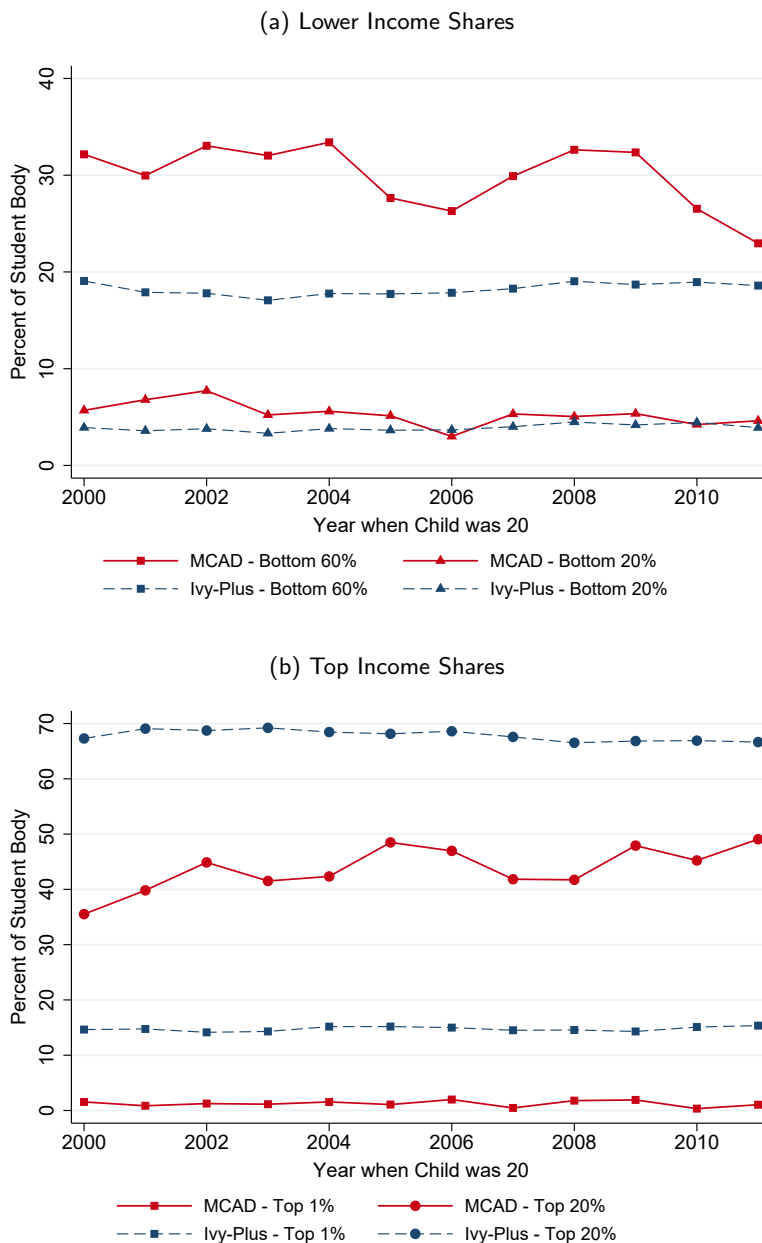 (a) Lower Income Shares
Percent of Student Body
40
30
20
10
0
2000 2002 2004 2006 2008 2010
Year when Child was 20
MCAD - Bottom 60% MCAD - Bottom 20%
Ivy-Plus - Bottom 60% Ivy-Plus - Bottom 20%
(b) Top Income Shares
Percent of Student Body
70
60
50
40
30
20
10
0
2000 2002 2004 2006 2008 2010
Year when Child was 20
MCAD - Top 1% MCAD - Top 20%
Ivy-Plus - Top 1% Ivy-Plus - Top 20%